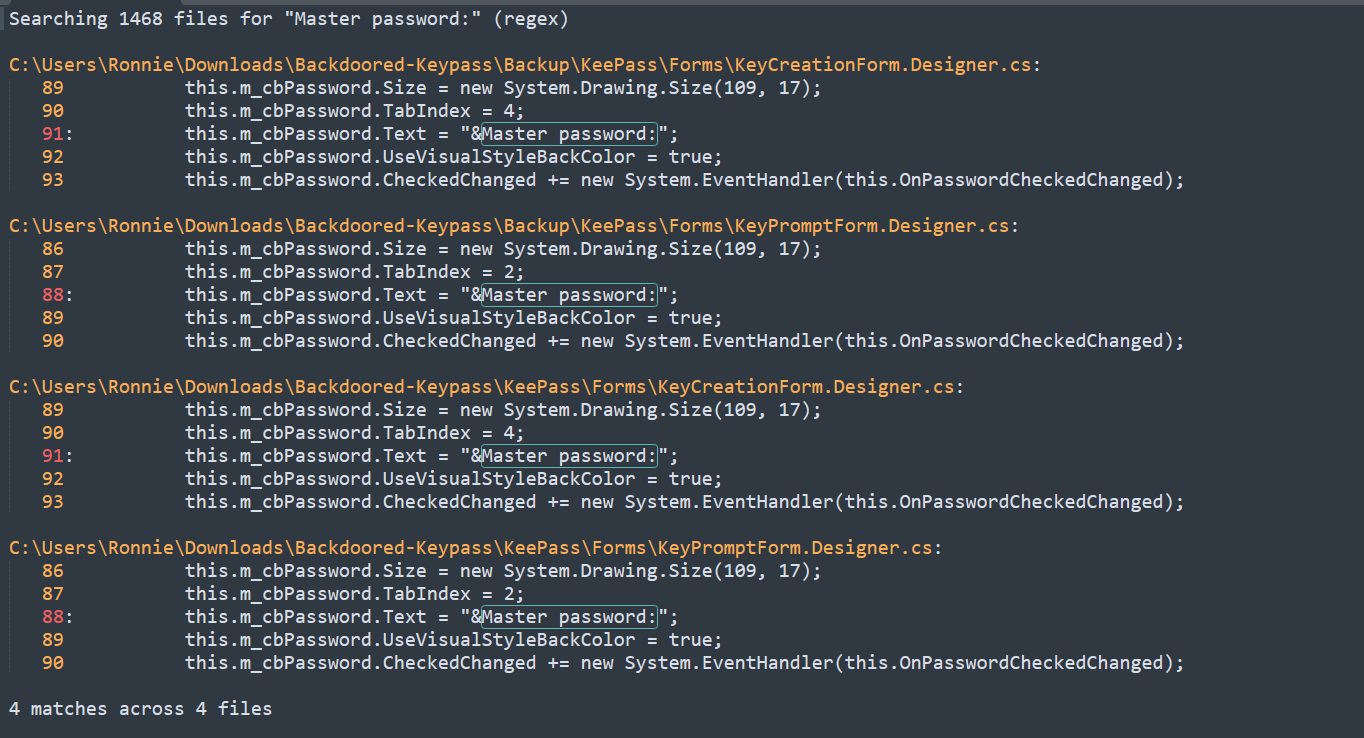 Searching 1468 files for "Master password:" (regex)
C:\Users\Ronnie\Downloads\Backdoored-Keypass\Backup\KeePass\Forms\KeyCreationForm.Designer.cs:
89 this.m_cbPassword.Size = new System.Drawing.Size(109, 17);
90 this.m_cbPassword.TabIndex = 4;
91: this.m_cbPassword.Text = "&Master password:";
92 this.m_cbPassword.UseVisualStyleBackColor = true;
93 this.m_cbPassword.CheckedChanged += new System.EventHandler(this.OnPasswordCheckedChanged);
C:\Users\Ronnie\Downloads\Backdoored-Keypass\Backup\KeePass\Forms\KeyPromptForm.Designer.cs:
86 this.m_cbPassword.Size = new System.Drawing.Size(109, 17);
87 this.m_cbPassword.TabIndex = 2;
88: this.m_cbPassword.Text = "&Master password:";
89 this.m_cbPassword.UseVisualStyleBackColor = true;
90 this.m_cbPassword.CheckedChanged += new System.EventHandler(this.OnPasswordCheckedChanged);
C:\Users\Ronnie\Downloads\Backdoored-Keypass\KeePass\Forms\KeyCreationForm.Designer.cs:
89 this.m_cbPassword.Size = new System.Drawing.Size(109, 17);
90 this.m_cbPassword.TabIndex = 4;
91: this.m_cbPassword.Text = "&Master password:";
92 this.m_cbPassword.UseVisualStyleBackColor = true;
93 this.m_cbPassword.CheckedChanged += new System.EventHandler(this.OnPasswordCheckedChanged);
C:\Users\Ronnie\Downloads\Backdoored-Keypass\KeePass\Forms\KeyPromptForm.Designer.cs:
86 this.m_cbPassword.Size = new System.Drawing.Size(109, 17);
87 this.m_cbPassword.TabIndex = 2;
88: this.m_cbPassword.Text = "&Master password:";
89 this.m_cbPassword.UseVisualStyleBackColor = true;
90 this.m_cbPassword.CheckedChanged += new System.EventHandler(this.OnPasswordCheckedChanged);
4 matches across 4 files